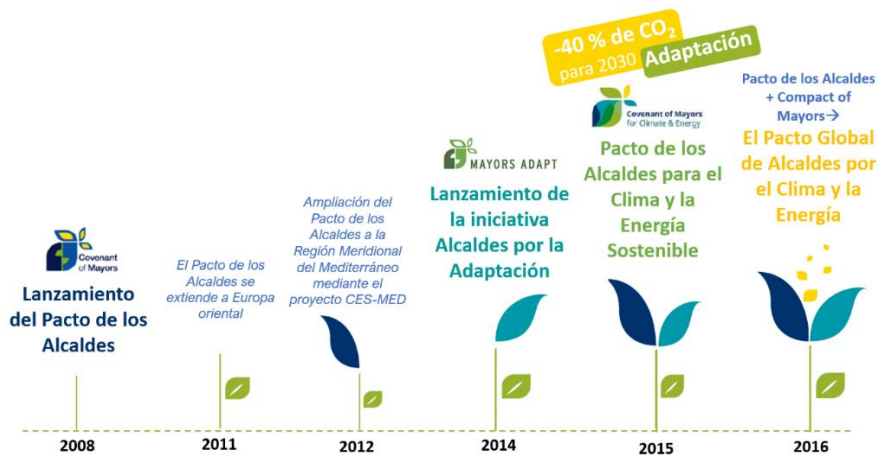 Covenant
of Mayors
Lanzamiento
del Pacto de los
Alcaldes
El Pacto de los
Alcaldes se
extiende a Europa
oriental
Ampliación del
Pacto de los
Alcaldes a la
Región Meridional
del Mediterráneo
mediante el
proyecto CES-MED
MAYORS ADAPT
Lanzamiento de
la iniciativa
Alcaldes por la
Adaptación
-40 % de CO₂
para 2030
Adaptación
Covenant of Mayors
for Climate & Energy
Pacto de los
Alcaldes para el
Clima y la
Energía
Sostenible
Pacto de los Alcaldes
+ Compact of
Mayors→
El Pacto Global
de Alcaldes por
el Clima y la
Energía
2008
2011
2012
2014
2015
2016